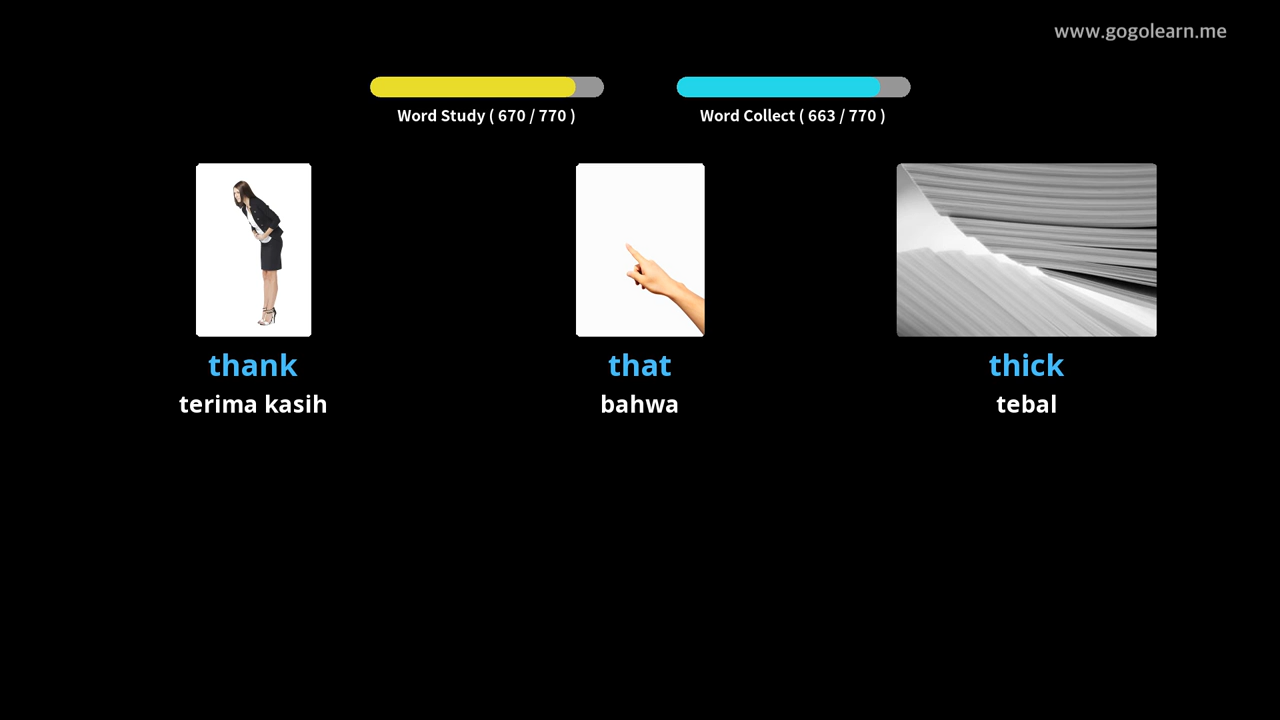 www.gogolearn.me
Word Study ( 670 / 770 )
Word Collect ( 663 / 770 )
thank
that
thick
terima kasih
bahwa
tebal